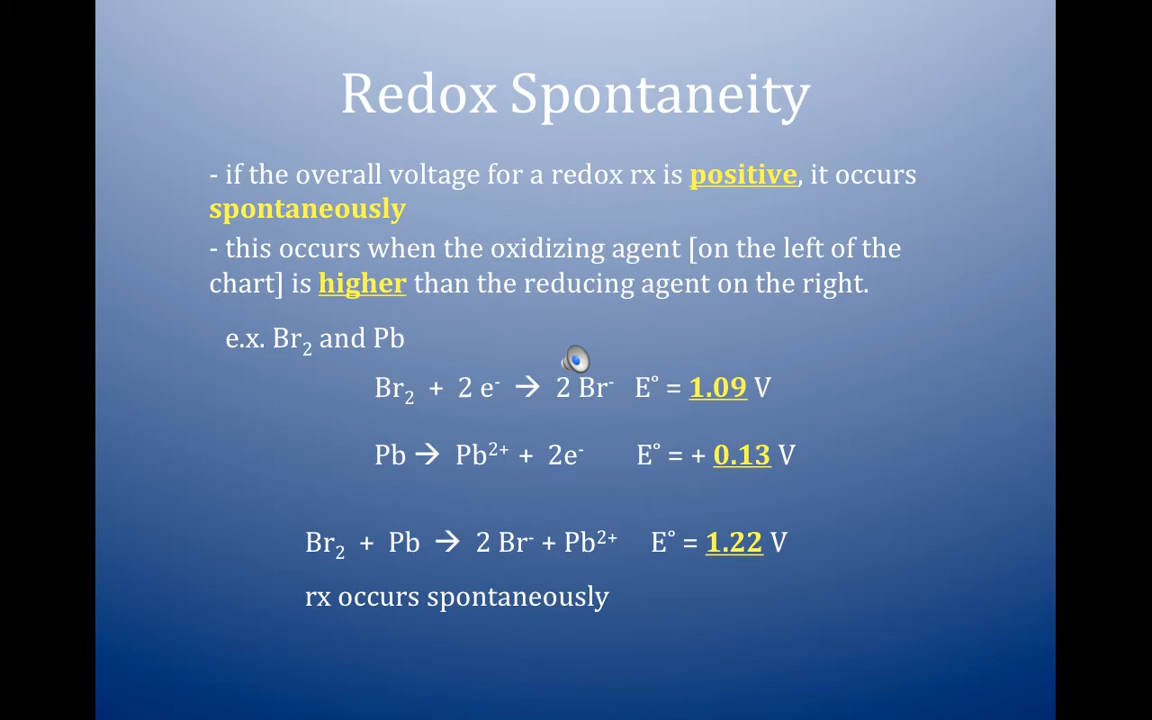 Redox Spontaneity
- if the overall voltage for a redox rx is positive, it occurs
spontaneously
- this occurs when the oxidizing agent [on the left of the
chart] is higher than the reducing agent on the right.
e.x. Br₂ and Pb
Br₂ + 2 e⁻ → 2 Br⁻ E° = 1.09 V
Pb → Pb²⁺ + 2e⁻ E° = + 0.13 V
Br₂ + Pb → 2 Br⁻ + Pb²⁺ E° = 1.22 V
rx occurs spontaneously